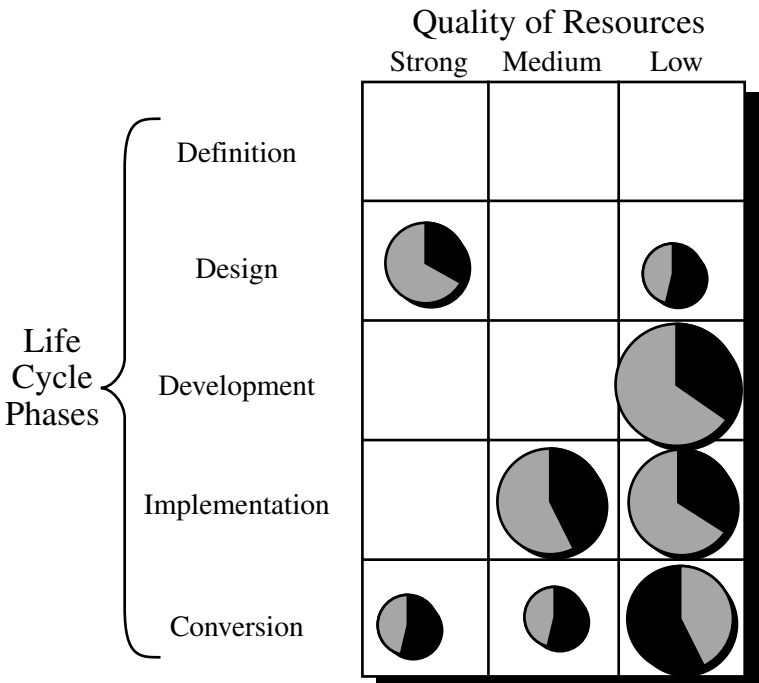 Quality of Resources
Strong Medium Low
Definition
Design
Life
Cycle
Phases
Development
Implementation
Conversion